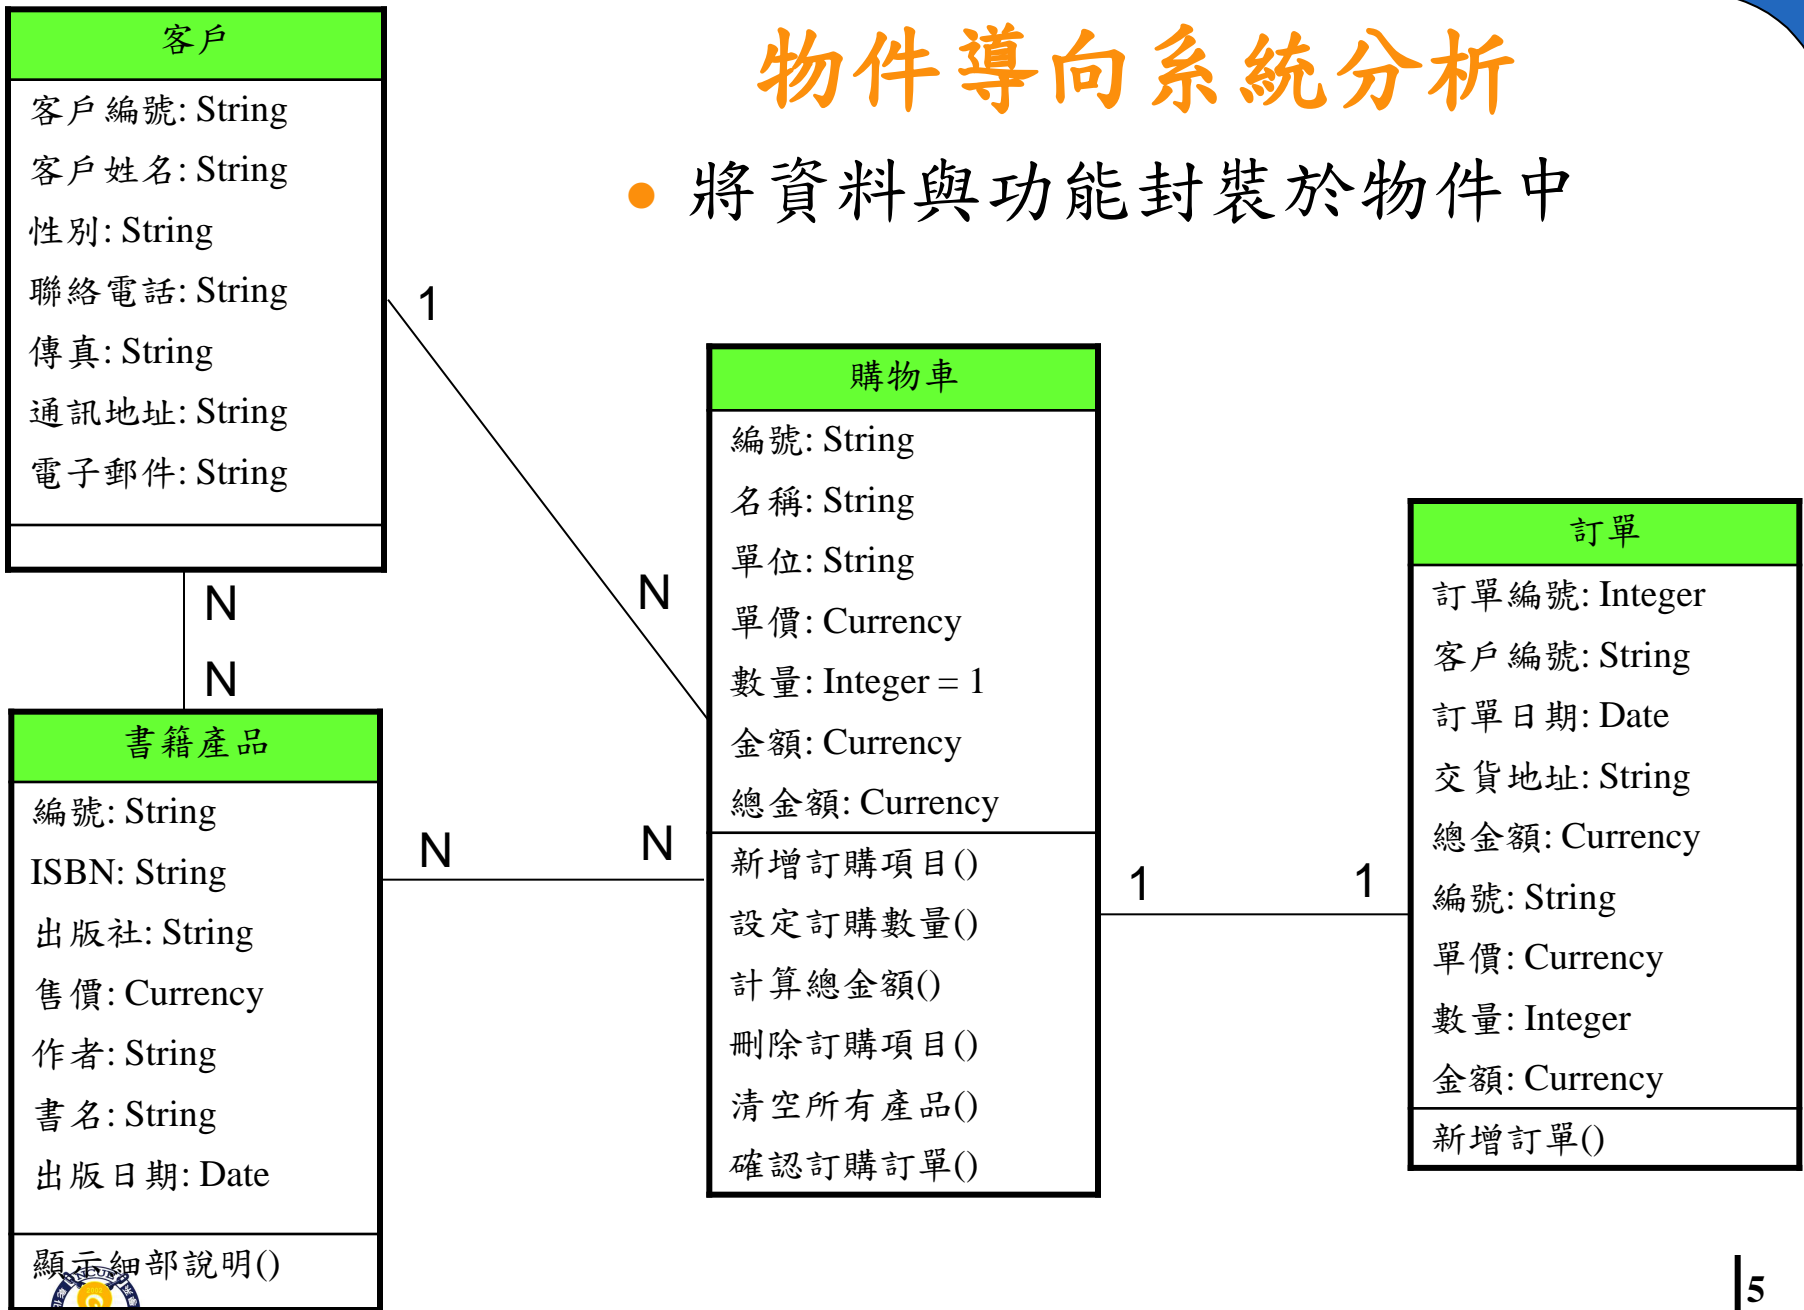 物件導向系統分析
• 將資料與功能封裝於物件中
客戶
客戶編號: String
客戶姓名: String
性別: String
聯絡電話: String
傳真: String
通訊地址: String
電子郵件: String
1
N
N
N
書籍產品
編號: String
ISBN: String
出版社: String
售價: Currency
作者: String
書名: String
出版日期: Date
顯示細部說明()
N
N
購物車
編號: String
名稱: String
單位: String
單價: Currency
數量: Integer = 1
金額: Currency
總金額: Currency
新增訂購項目()
設定訂購數量()
計算總金額()
刪除訂購項目()
清空所有產品()
確認訂購訂單()
1
1
訂單
訂單編號: Integer
客戶編號: String
訂單日期: Date
交貨地址: String
總金額: Currency
編號: String
單價: Currency
數量: Integer
金額: Currency
新增訂單()
5